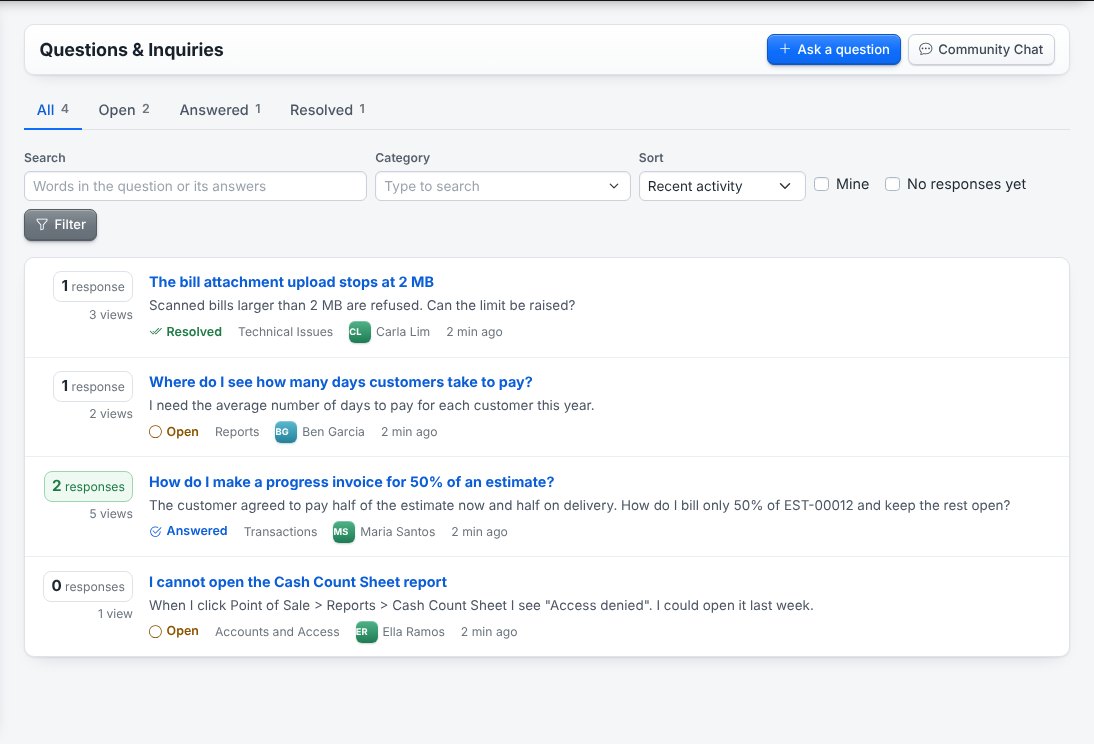 Questions & Inquiries
+ Ask a question
Community Chat
All 4
Open 2
Answered 1
Resolved 1
Search
Category
Sort
Words in the question or its answers
Type to search
Recent activity
Mine
No responses yet
Filter
1 response
3 views
The bill attachment upload stops at 2 MB
Scanned bills larger than 2 MB are refused. Can the limit be raised?
Resolved Technical Issues CL Carla Lim 2 min ago
1 response
2 views
Where do I see how many days customers take to pay?
I need the average number of days to pay for each customer this year.
Open Reports BG Ben Garcia 2 min ago
2 responses
5 views
How do I make a progress invoice for 50% of an estimate?
The customer agreed to pay half of the estimate now and half on delivery. How do I bill only 50% of EST-00012 and keep the rest open?
Answered Transactions MS Maria Santos 2 min ago
0 responses
1 view
I cannot open the Cash Count Sheet report
When I click Point of Sale > Reports > Cash Count Sheet I see "Access denied". I could open it last week.
Open Accounts and Access ER Ella Ramos 2 min ago